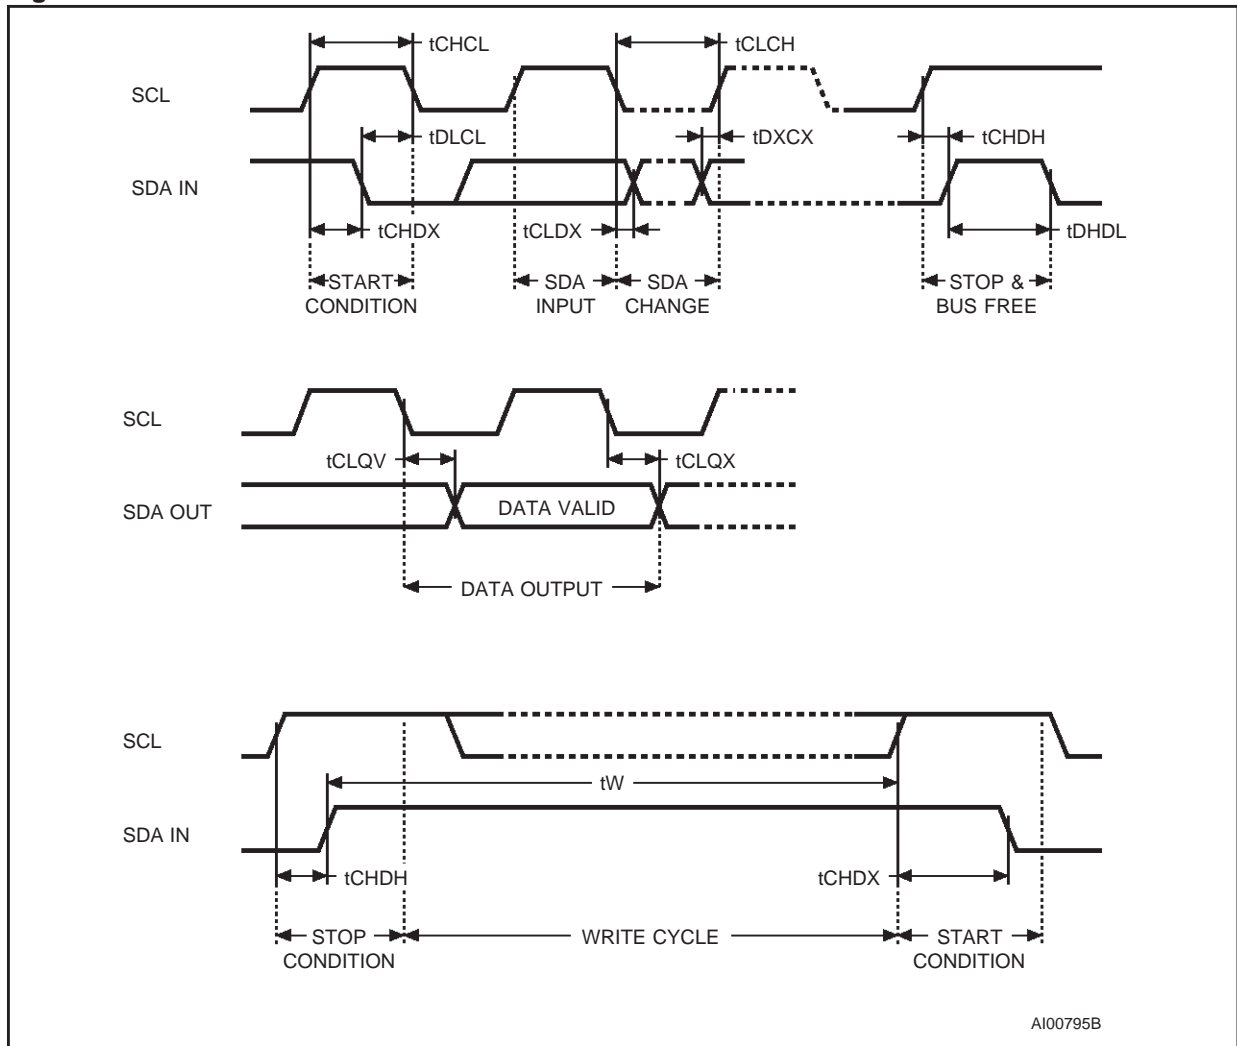 tCHCL
tCLCH
SCL
tDLCL
tDXCX
tCHDH
SDA IN
tCHDX
tCLDX
tDHDL
START
CONDITION
SDA
INPUT
SDA
CHANGE
STOP &
BUS FREE
SCL
tCLQV
tCLQX
SDA OUT
DATA VALID
DATA OUTPUT
SCL
tW
SDA IN
tCHDH
tCHDX
STOP
CONDITION
WRITE CYCLE
START
CONDITION
AI00795B